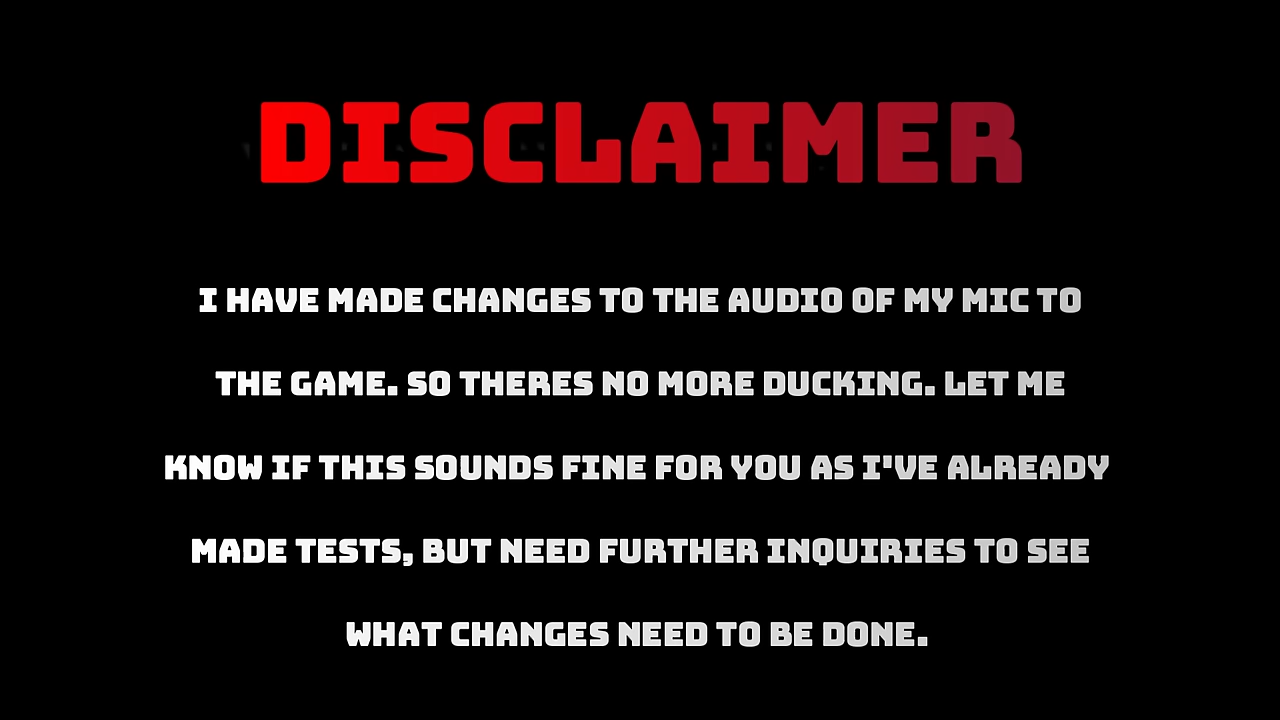 DISCLAIMER
I HAVE MADE CHANGES TO THE AUDIO OF MY MIC TO
THE GAME. SO THERES NO MORE DUCKING. LET ME
KNOW IF THIS SOUNDS FINE FOR YOU AS I'VE ALREADY
MADE TESTS, BUT NEED FURTHER INQUIRIES TO SEE
WHAT CHANGES NEED TO BE DONE.